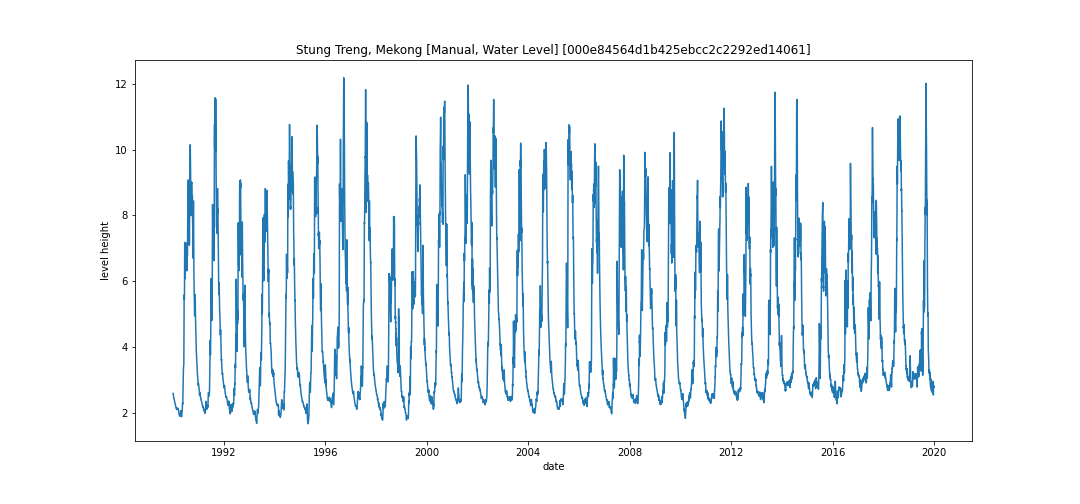 Stung Treng, Mekong [Manual, Water Level] [000e84564d1b425ebcc2c2292ed14061]
12
10
8
6
4
2
level height
1992 1996 2000 2004 2008 2012 2016 2020
date